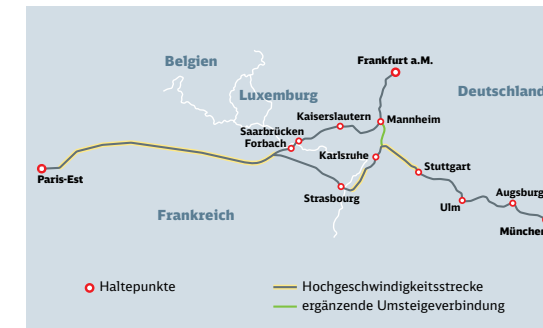 Belgien
Frankfurt a.M.
Luxemburg
Deutschland
Kaiserslautern
Mannheim
Saarbrücken
Forbach
Karlsruhe
Stuttgart
Paris-Est
Strasbourg
Augsburg
Ulm
Frankreich
München
Haltepunkte
Hochgeschwindigkeitsstrecke
ergänzende Umsteigeverbindung